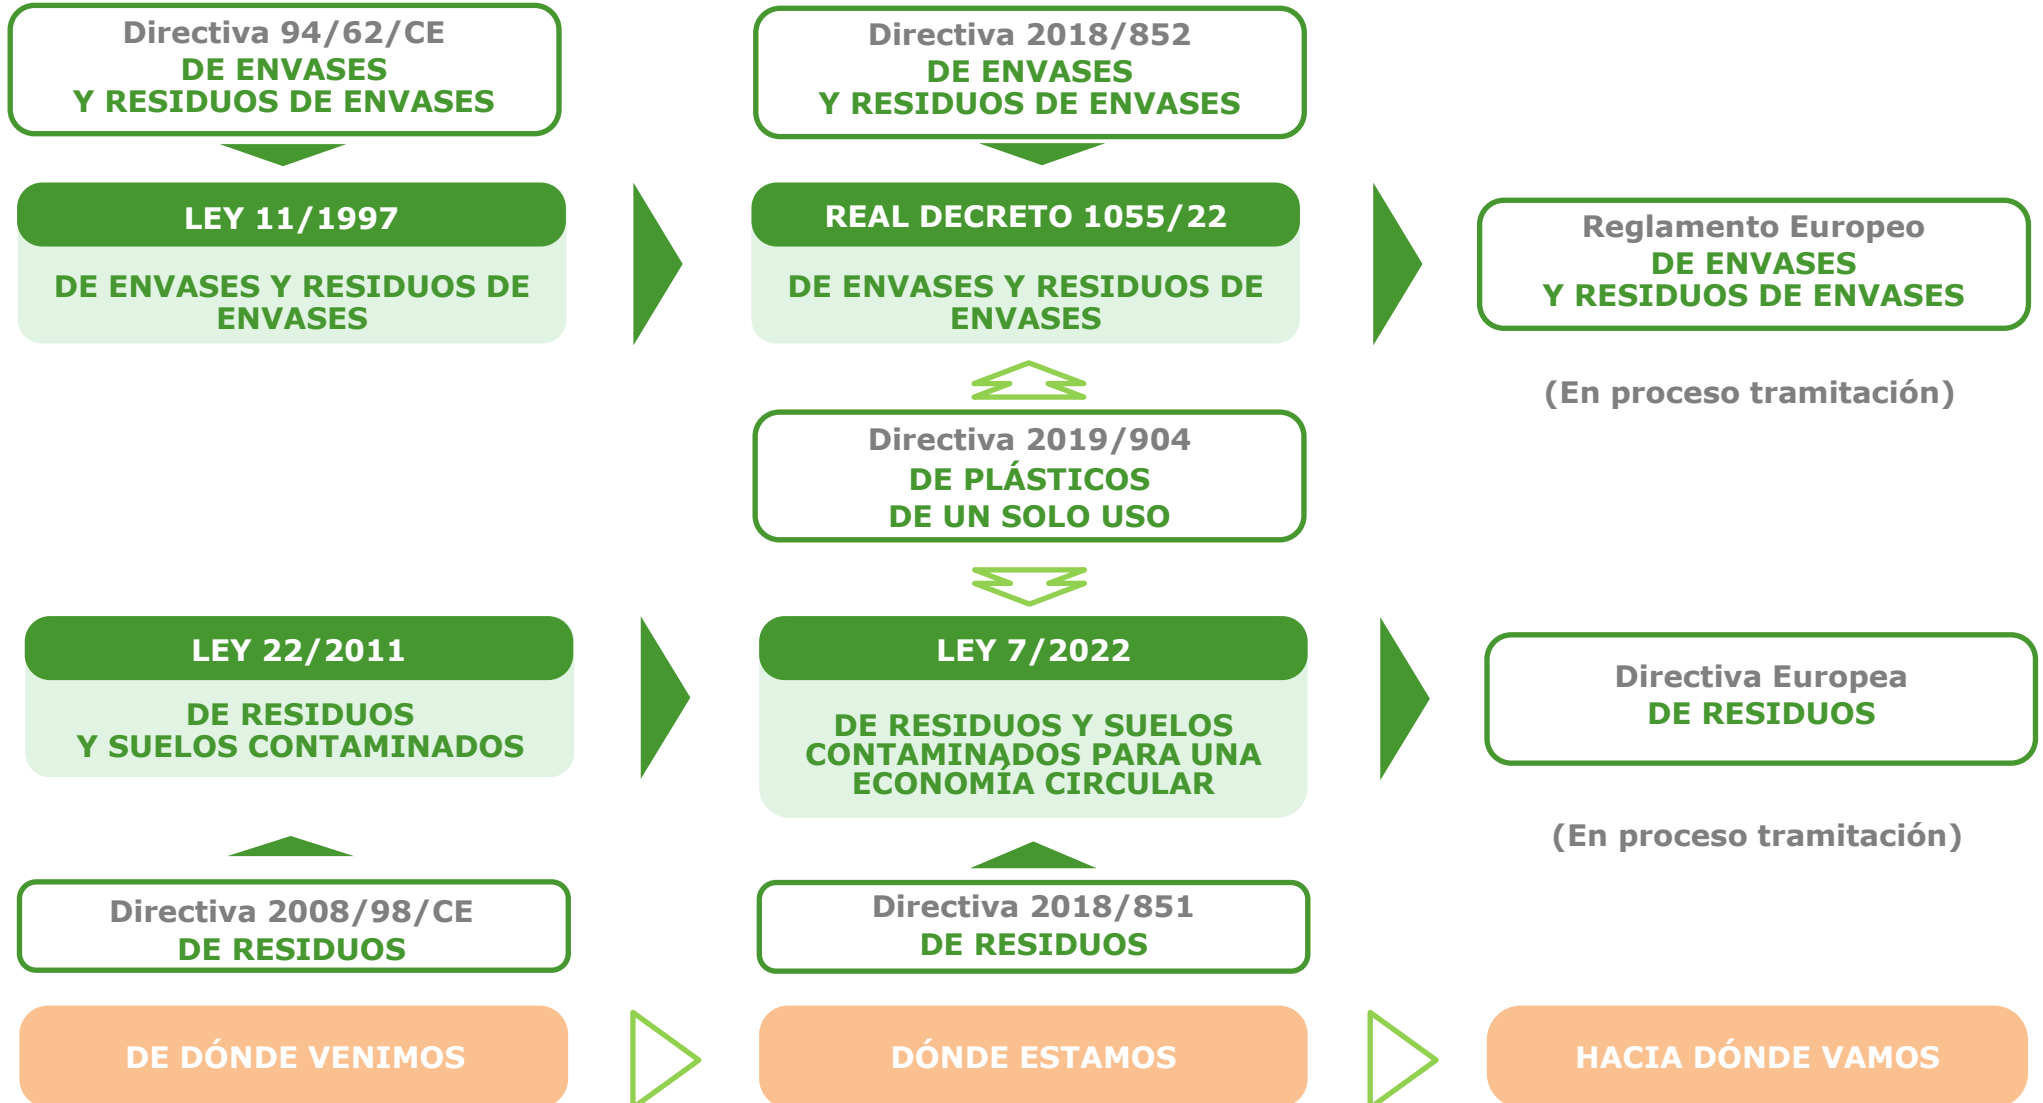 Directiva 94/62/CE
DE ENVASES
Y RESIDUOS DE ENVASES
Directiva 2018/852
DE ENVASES
Y RESIDUOS DE ENVASES
LEY 11/1997
DE ENVASES Y RESIDUOS DE
ENVASES
REAL DECRETO 1055/22
DE ENVASES Y RESIDUOS DE
ENVASES
Reglamento Europeo
DE ENVASES
Y RESIDUOS DE ENVASES
(En proceso tramitación)
Directiva 2019/904
DE PLÁSTICOS
DE UN SOLO USO
LEY 22/2011
DE RESIDUOS
Y SUELOS CONTAMINADOS
LEY 7/2022
DE RESIDUOS Y SUELOS
CONTAMINADOS PARA UNA
ECONOMÍA CIRCULAR
Directiva Europea
DE RESIDUOS
(En proceso tramitación)
Directiva 2008/98/CE
DE RESIDUOS
Directiva 2018/851
DE RESIDUOS
DE DÓNDE VENIMOS
DÓNDE ESTAMOS
HACIA DÓNDE VAMOS